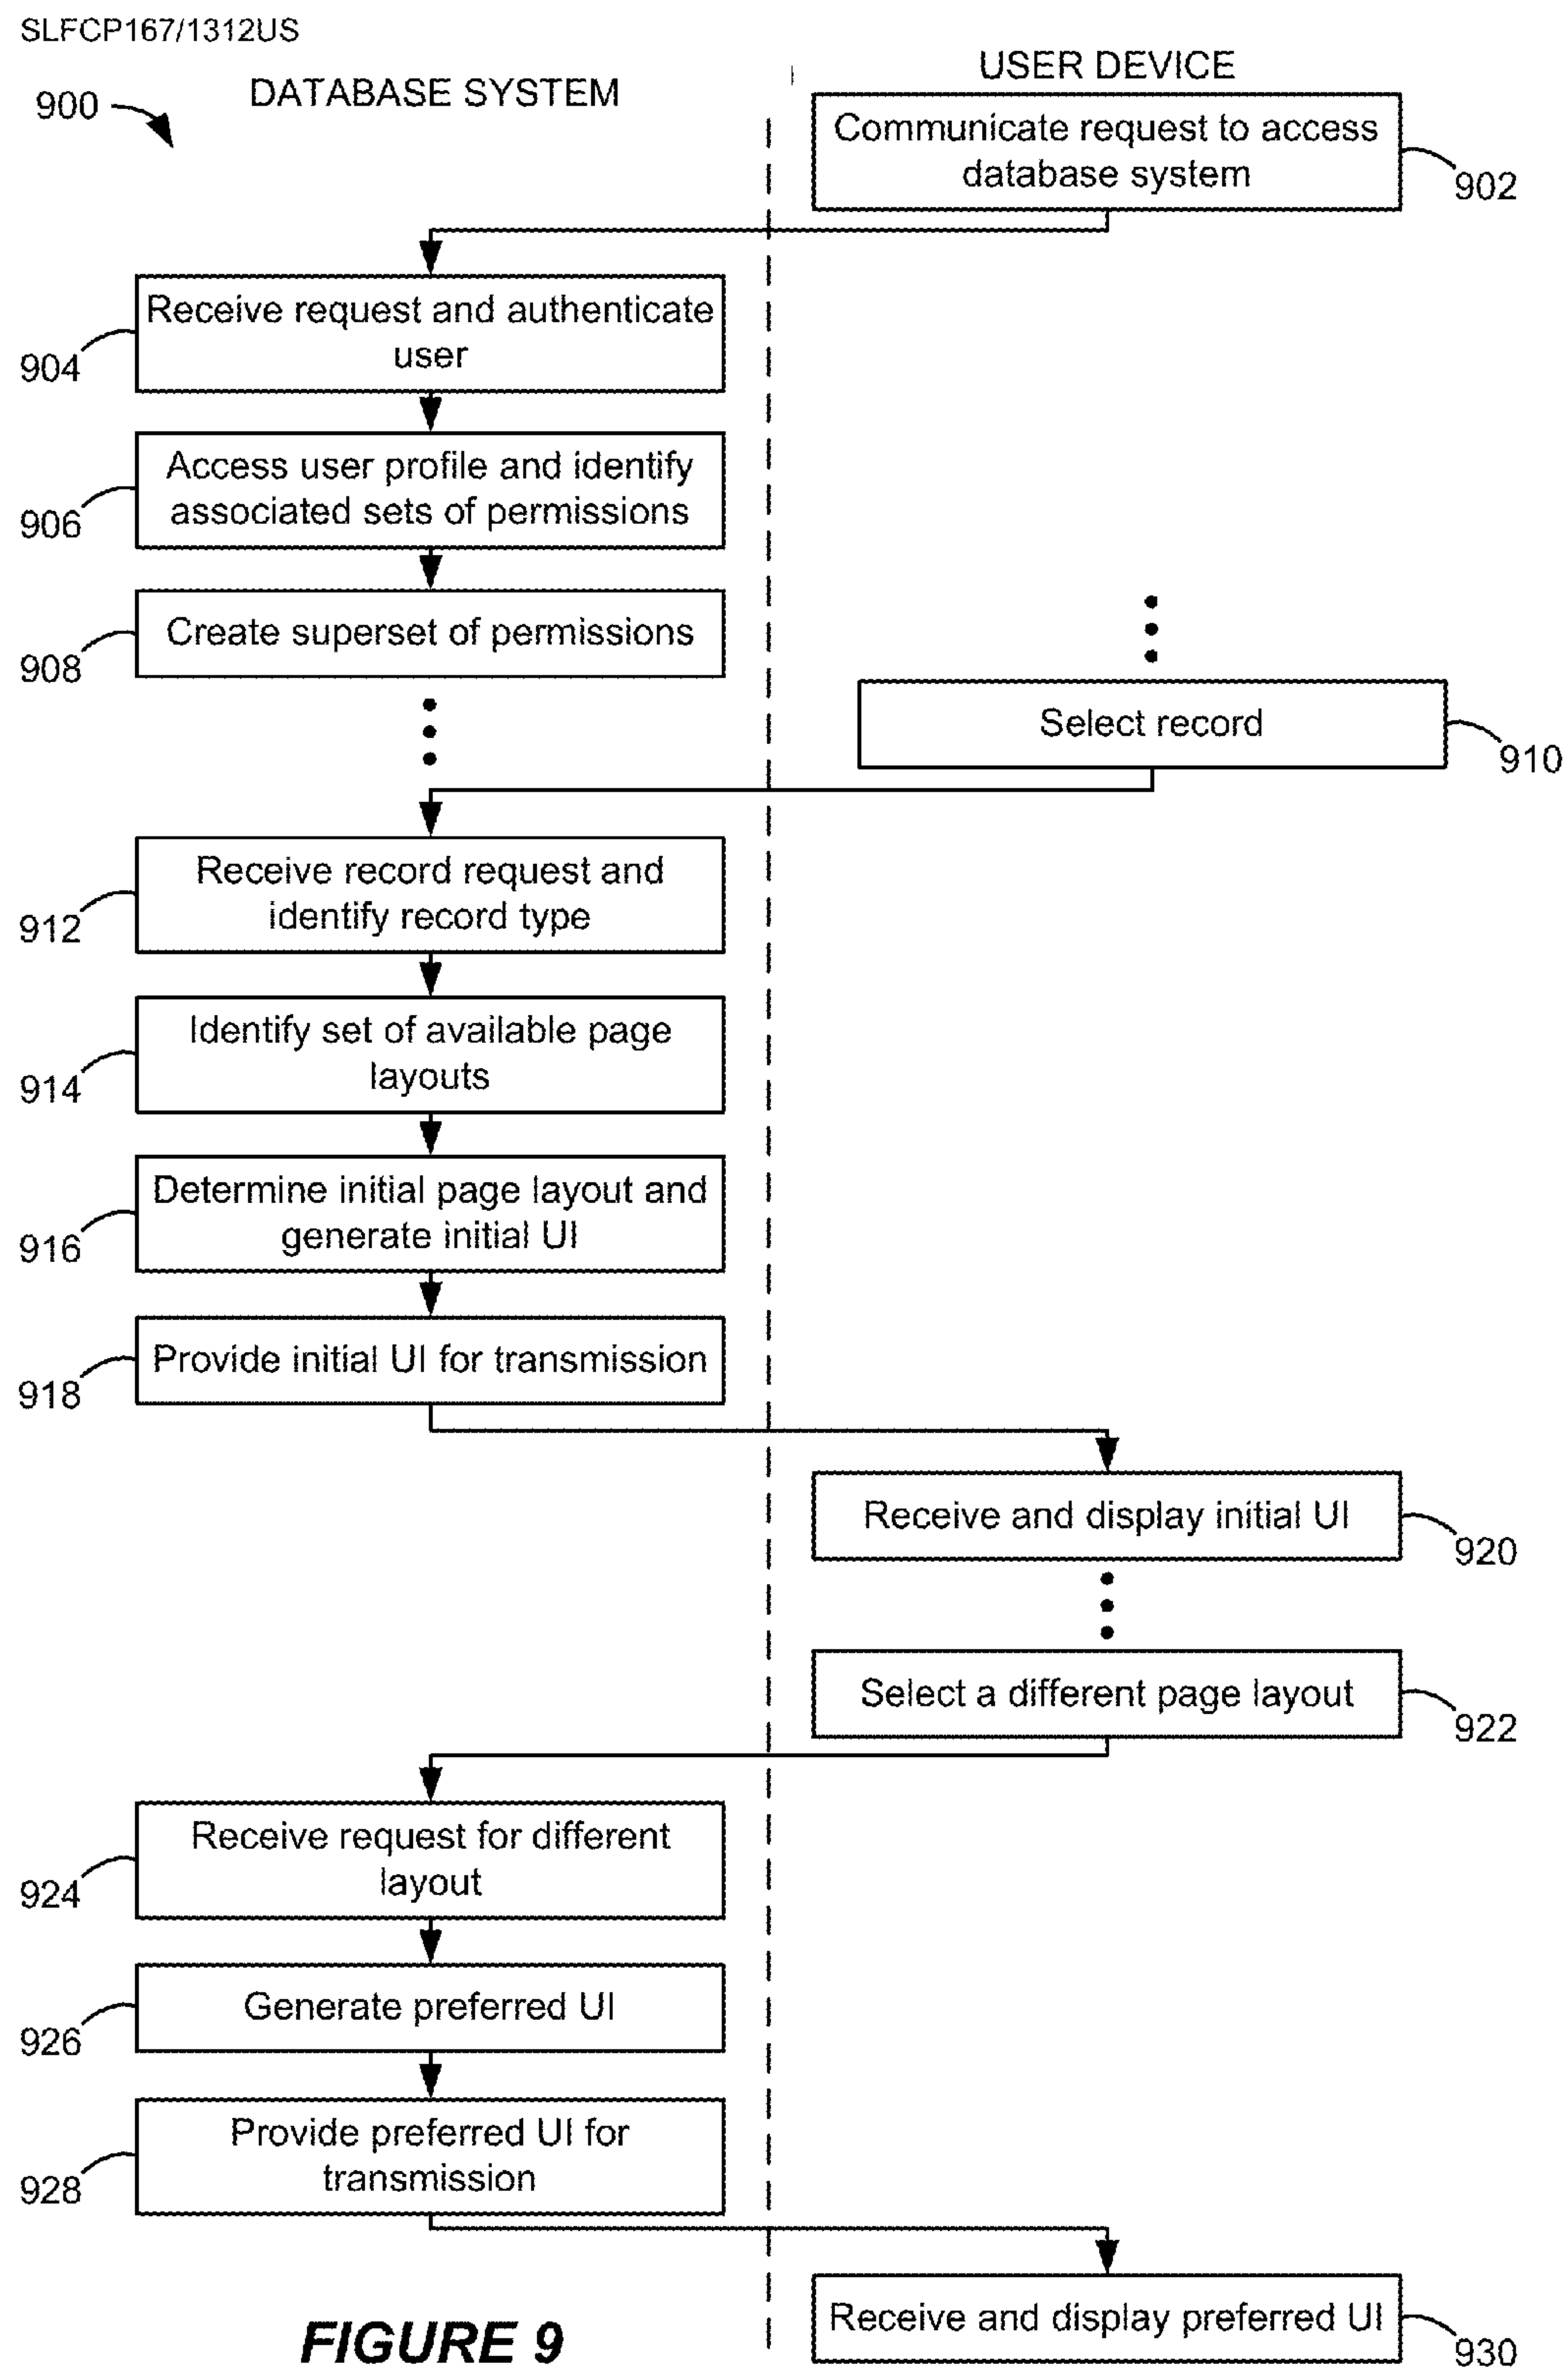 SLFCP167/1312US
900
DATABASE SYSTEM
USER DEVICE
Communicate request to access
database system
902
Receive request and authenticate
user
904
Access user profile and identify
associated sets of permissions
906
Create superset of permissions
908
Select record
910
Receive record request and
identify record type
912
Identify set of available page
layouts
914
Determine initial page layout and
generate initial UI
916
Provide initial UI for transmission
918
Receive and display initial UI
920
Select a different page layout
922
Receive request for different
layout
924
Generate preferred UI
926
Provide preferred UI for
transmission
928
Receive and display preferred UI
930
FIGURE 9